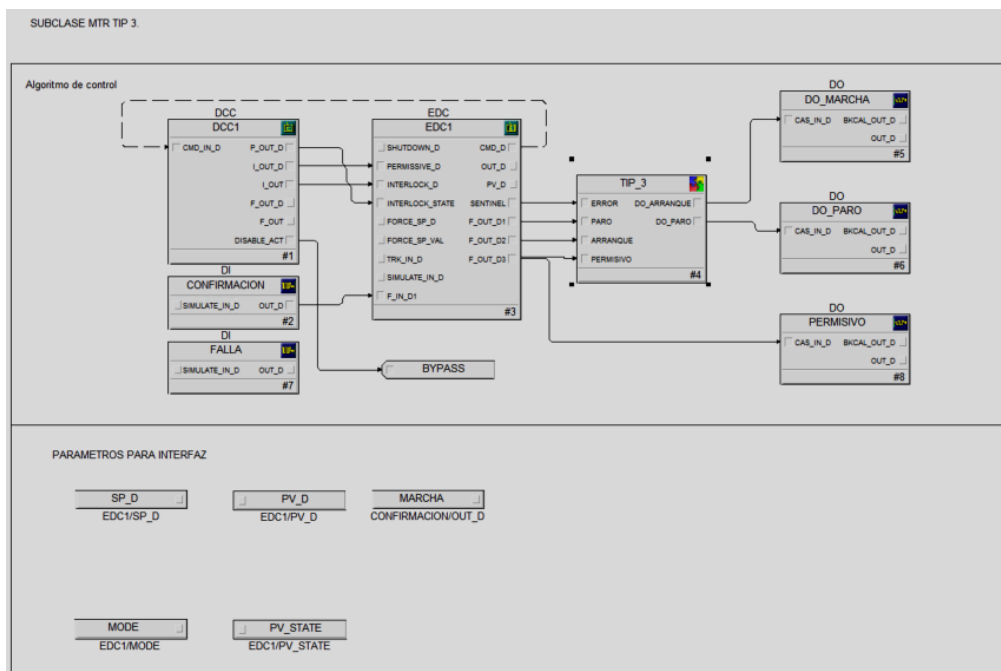 SUBCLASE MTR TIP 3.
Algoritmo de control
DCC
DCC1
CMD_IN_D P_OUT_D
I_OUT_D
I_OUT
F_OUT_D
F_OUT
DISABLE_ACT
#1
DI
CONFIRMACION
SIMULATE_IN_D OUT_D
#2
DI
FALLA
SIMULATE_IN_D OUT_D
#7
EDC
EDC1
SHUTDOWN_D CMD_D
PERMISSIVE_D OUT_D
INTERLOCK_D PV_D
INTERLOCK_STATE SENTINEL
FORCE_SP_D F_OUT_D1
FORCE_SP_VAL F_OUT_D2
TRK_IN_D F_OUT_D3
SIMULATE_IN_D
F_IN_D1
#3
BYPASS
TIP_3
ERROR DO_ARRANQUE
PARO DO_PARO
ARRANQUE
PERMISIVO
#4
DO
DO_MARCHA
CAS_IN_D BKCAL_OUT_D
OUT_D
#5
DO
DO_PARO
CAS_IN_D BKCAL_OUT_D
OUT_D
#6
DO
PERMISIVO
CAS_IN_D BKCAL_OUT_D
OUT_D
#8
PARAMETROS PARA INTERFAZ
SP_D
EDC1/SP_D
PV_D
EDC1/PV_D
MARCHA
CONFIRMACION/OUT_D
MODE
EDC1/MODE
PV_STATE
EDC1/PV_STATE